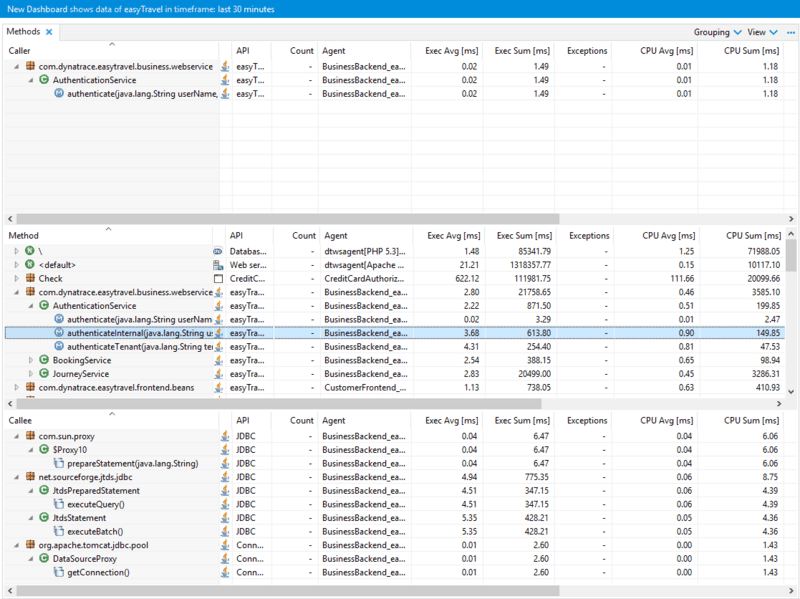 New Dashboard shows data of easyTravel in timeframe: last 30 minutes
Methods
Grouping View ...
Caller API Count Agent Exec Avg [ms] Exec Sum [ms] Exceptions CPU Avg [ms] CPU Sum [ms]
com.dynatrace.easytravel.business.webservice easyT... - BusinessBackend_ea... 0.02 1.49 - 0.01 1.18
AuthenticationService easyT... - BusinessBackend_ea... 0.02 1.49 - 0.01 1.18
authenticate(java.lang.String userName, easyT... - BusinessBackend_ea... 0.02 1.49 - 0.01 1.18
Method API Count Agent Exec Avg [ms] Exec Sum [ms] Exceptions CPU Avg [ms] CPU Sum [ms]
\ Databas... - dtwsagent[PHP 5.3]... 1.48 85341.79 - 1.25 71988.05
<default> Web ser... - dtwsagent[Apache ... 21.21 1318357.77 - 0.15 10117.10
Check CreditC... - CreditCardAuthoriz... 622.12 111981.75 - 111.66 20099.66
com.dynatrace.easytravel.business.webservice easyTra... - BusinessBackend_ea... 2.80 21758.65 - 0.46 3585.10
AuthenticationService easyTra... - BusinessBackend_ea... 2.22 871.50 - 0.51 199.85
authenticate(java.lang.String userNam easyTra... - BusinessBackend_ea... 0.02 3.29 - 0.01 2.47
authenticateInternal(java.lang.String us easyTra... - BusinessBackend_ea... 3.68 613.80 - 0.90 149.85
authenticateTenant(java.lang.String ter easyTra... - BusinessBackend_ea... 4.31 254.40 - 0.81 47.53
BookingService easyTra... - BusinessBackend_ea... 2.54 388.15 - 0.65 98.94
JourneyService easyTra... - BusinessBackend_ea... 2.83 20499.00 - 0.45 3286.31
com.dynatrace.easytravel.frontend.beans easyTra... - CustomerFrontend_... 1.13 738.05 - 0.63 410.93
Callee API Count Agent Exec Avg [ms] Exec Sum [ms] Exceptions CPU Avg [ms] CPU Sum [ms]
com.sun.proxy JDBC - BusinessBackend_ea... 0.04 6.47 - 0.04 6.06
$Proxy10 JDBC - BusinessBackend_ea... 0.04 6.47 - 0.04 6.06
prepareStatement(java.lang.String) JDBC - BusinessBackend_ea... 0.04 6.47 - 0.04 6.06
net.sourceforge.jtds.jdbc JDBC - BusinessBackend_ea... 4.94 775.35 - 0.06 8.75
JtdsPreparedStatement JDBC - BusinessBackend_ea... 4.51 347.15 - 0.06 4.39
executeQuery() JDBC - BusinessBackend_ea... 4.51 347.15 - 0.06 4.39
JtdsStatement JDBC - BusinessBackend_ea... 5.35 428.21 - 0.05 4.36
executeBatch() JDBC - BusinessBackend_ea... 5.35 428.21 - 0.05 4.36
org.apache.tomcat.jdbc.pool Conn... - BusinessBackend_ea... 0.01 2.60 - 0.00 1.43
DataSourceProxy Conn... - BusinessBackend_ea... 0.01 2.60 - 0.00 1.43
getConnection() Conn... - BusinessBackend_ea... 0.01 2.60 - 0.00 1.43